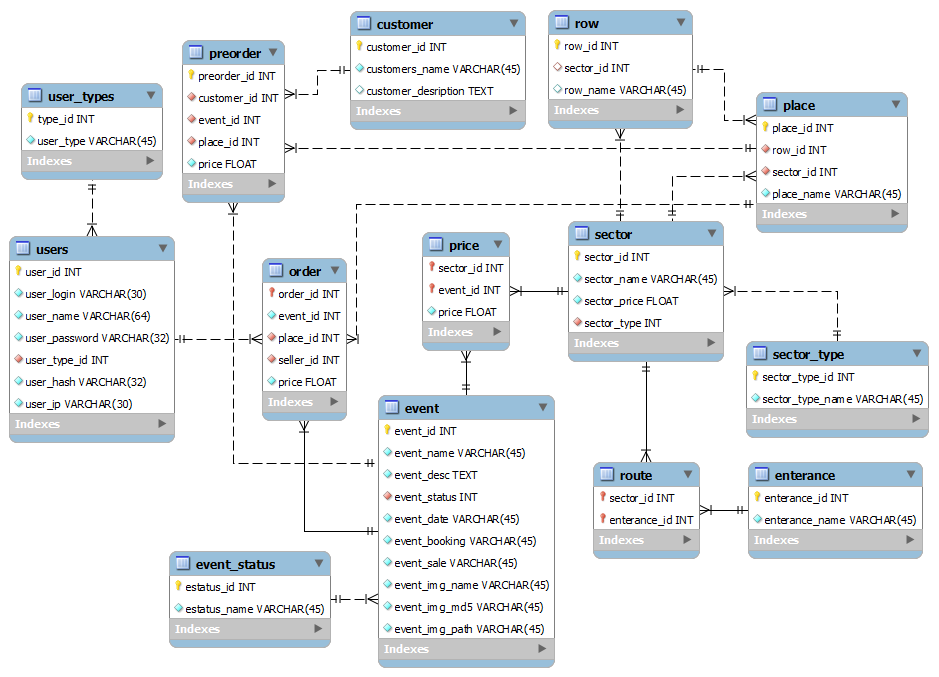 customer
customer_id INT
customers_name VARCHAR(45)
customer_desription TEXT
Indexes
row
row_id INT
sector_id INT
row_name VARCHAR(45)
Indexes
preorder
preorder_id INT
customer_id INT
event_id INT
place_id INT
price FLOAT
Indexes
user_types
type_id INT
user_type VARCHAR(45)
Indexes
place
place_id INT
row_id INT
sector_id INT
place_name VARCHAR(45)
Indexes
users
user_id INT
user_login VARCHAR(30)
user_name VARCHAR(64)
user_password VARCHAR(32)
user_type_id INT
user_hash VARCHAR(32)
user_ip VARCHAR(30)
Indexes
order
order_id INT
event_id INT
place_id INT
seller_id INT
price FLOAT
Indexes
price
sector_id INT
event_id INT
price FLOAT
Indexes
sector
sector_id INT
sector_name VARCHAR(45)
sector_price FLOAT
sector_type INT
Indexes
sector_type
sector_type_id INT
sector_type_name VARCHAR(45)
Indexes
event
event_id INT
event_name VARCHAR(45)
event_desc TEXT
event_status INT
event_date VARCHAR(45)
event_booking VARCHAR(45)
event_sale VARCHAR(45)
event_img_name VARCHAR(45)
event_img_md5 VARCHAR(45)
event_img_path VARCHAR(45)
Indexes
route
sector_id INT
enterance_id INT
Indexes
enterance
enterance_id INT
enterance_name VARCHAR(45)
Indexes
event_status
estatus_id INT
estatus_name VARCHAR(45)
Indexes